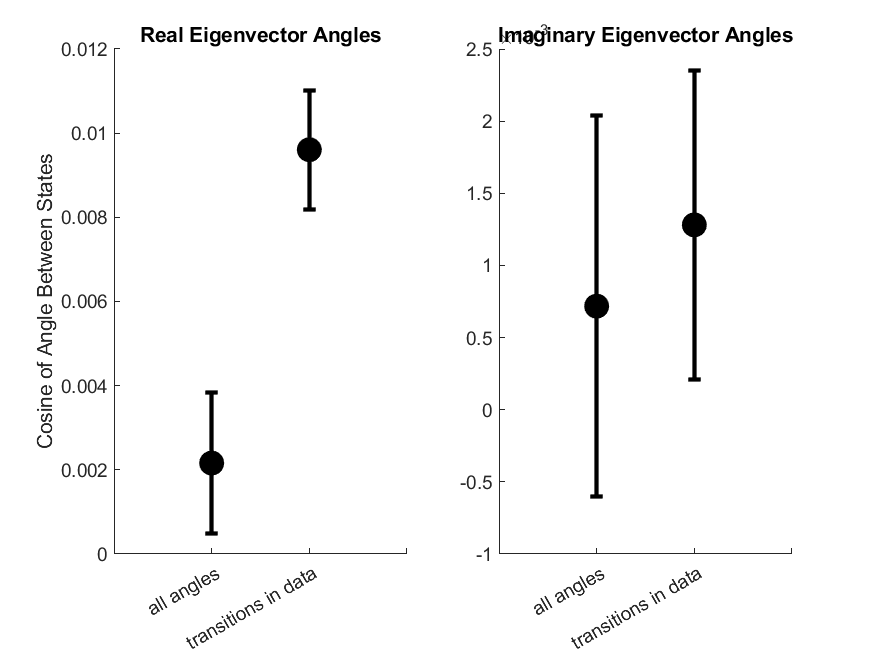 Real Eigenvector Angles
0.012
0.01
0.008
0.006
0.004
0.002
0
Cosine of Angle Between States
all angles
transitions in data
Imaginary Eigenvector Angles
2.5
2
1.5
1
0.5
0
-0.5
-1
all angles
transitions in data